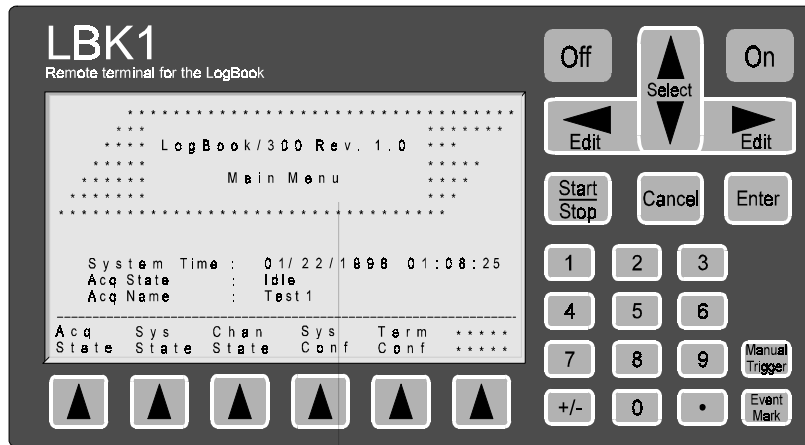 LBK1
Remote terminal for the LogBook
LogBook/300 Rev. 1.0
Main Menu
System Time : 01/22/1898 01:08:25
Acq State : Idle
Acq Name : Test1
Acq Sys Chan Sys Term *****
State State State Conf Conf *****
Off Select On
Edit Edit
Start Stop Cancel Enter
1 2 3
4 5 6
7 8 9 Manual Trigger
+/- 0 • Event Mark